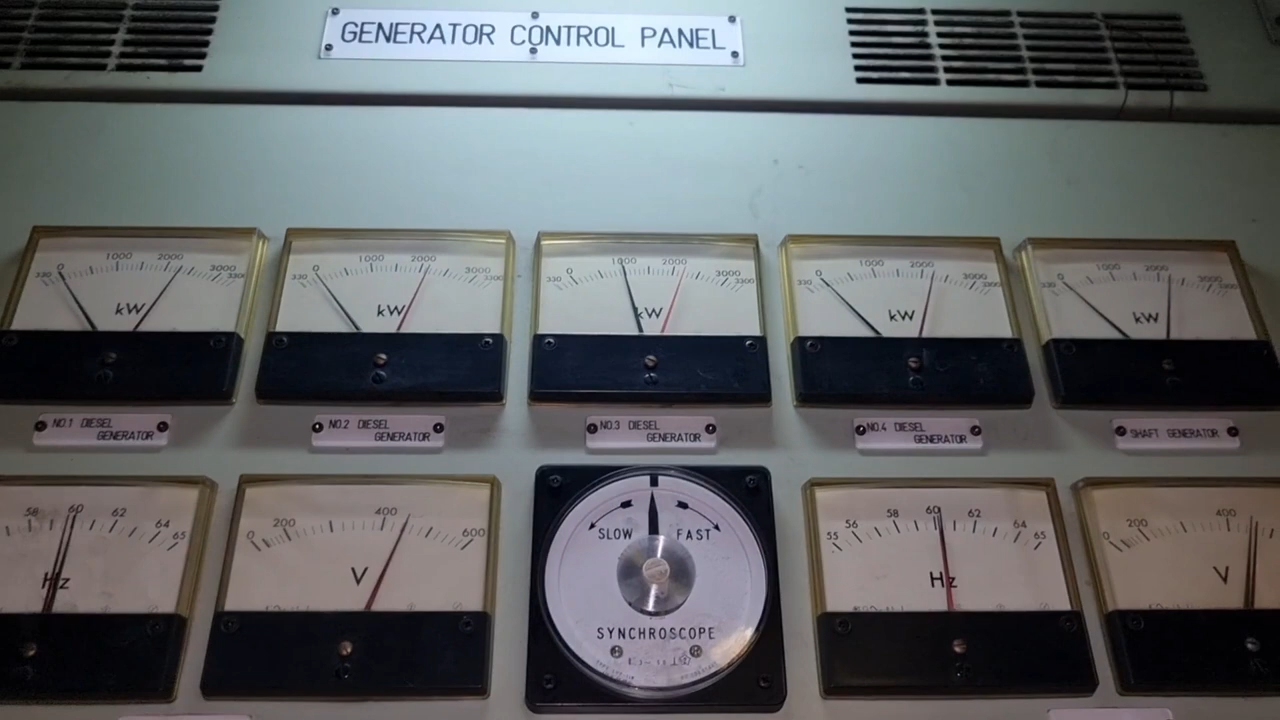 GENERATOR CONTROL PANEL
330 0 1000 2000 3000 3300
kW
330 0 1000 2000 3000 3300
kW
330 0 1000 2000 3000 3300
kW
330 0 1000 2000 3000 3300
kW
330 0 1000 2000 3000 3300
kW
NO.1 DIESEL
GENERATOR
NO.2 DIESEL
GENERATOR
NO.3 DIESEL
GENERATOR
NO.4 DIESEL
GENERATOR
SHAFT GENERATOR
58 60 62 64 65
Hz
0 200 400 600
V
SLOW FAST
SYNCHROSCOPE
55 56 58 60 62 64 65
Hz
0 200 400
V